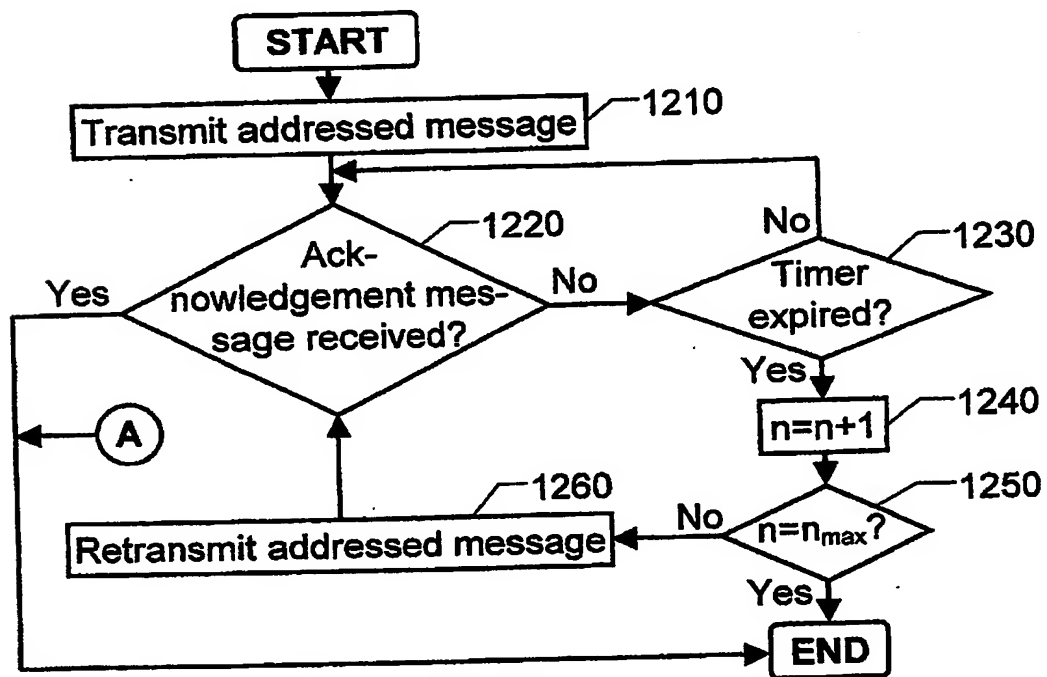 START
Transmit addressed message
1210
Ack-
nowledgement mes-
sage received?
1220
Yes
No
No
Timer
expired?
1230
Yes
n=n+1
1240
A
n=nmax?
1250
No
Retransmit addressed message
1260
Yes
END